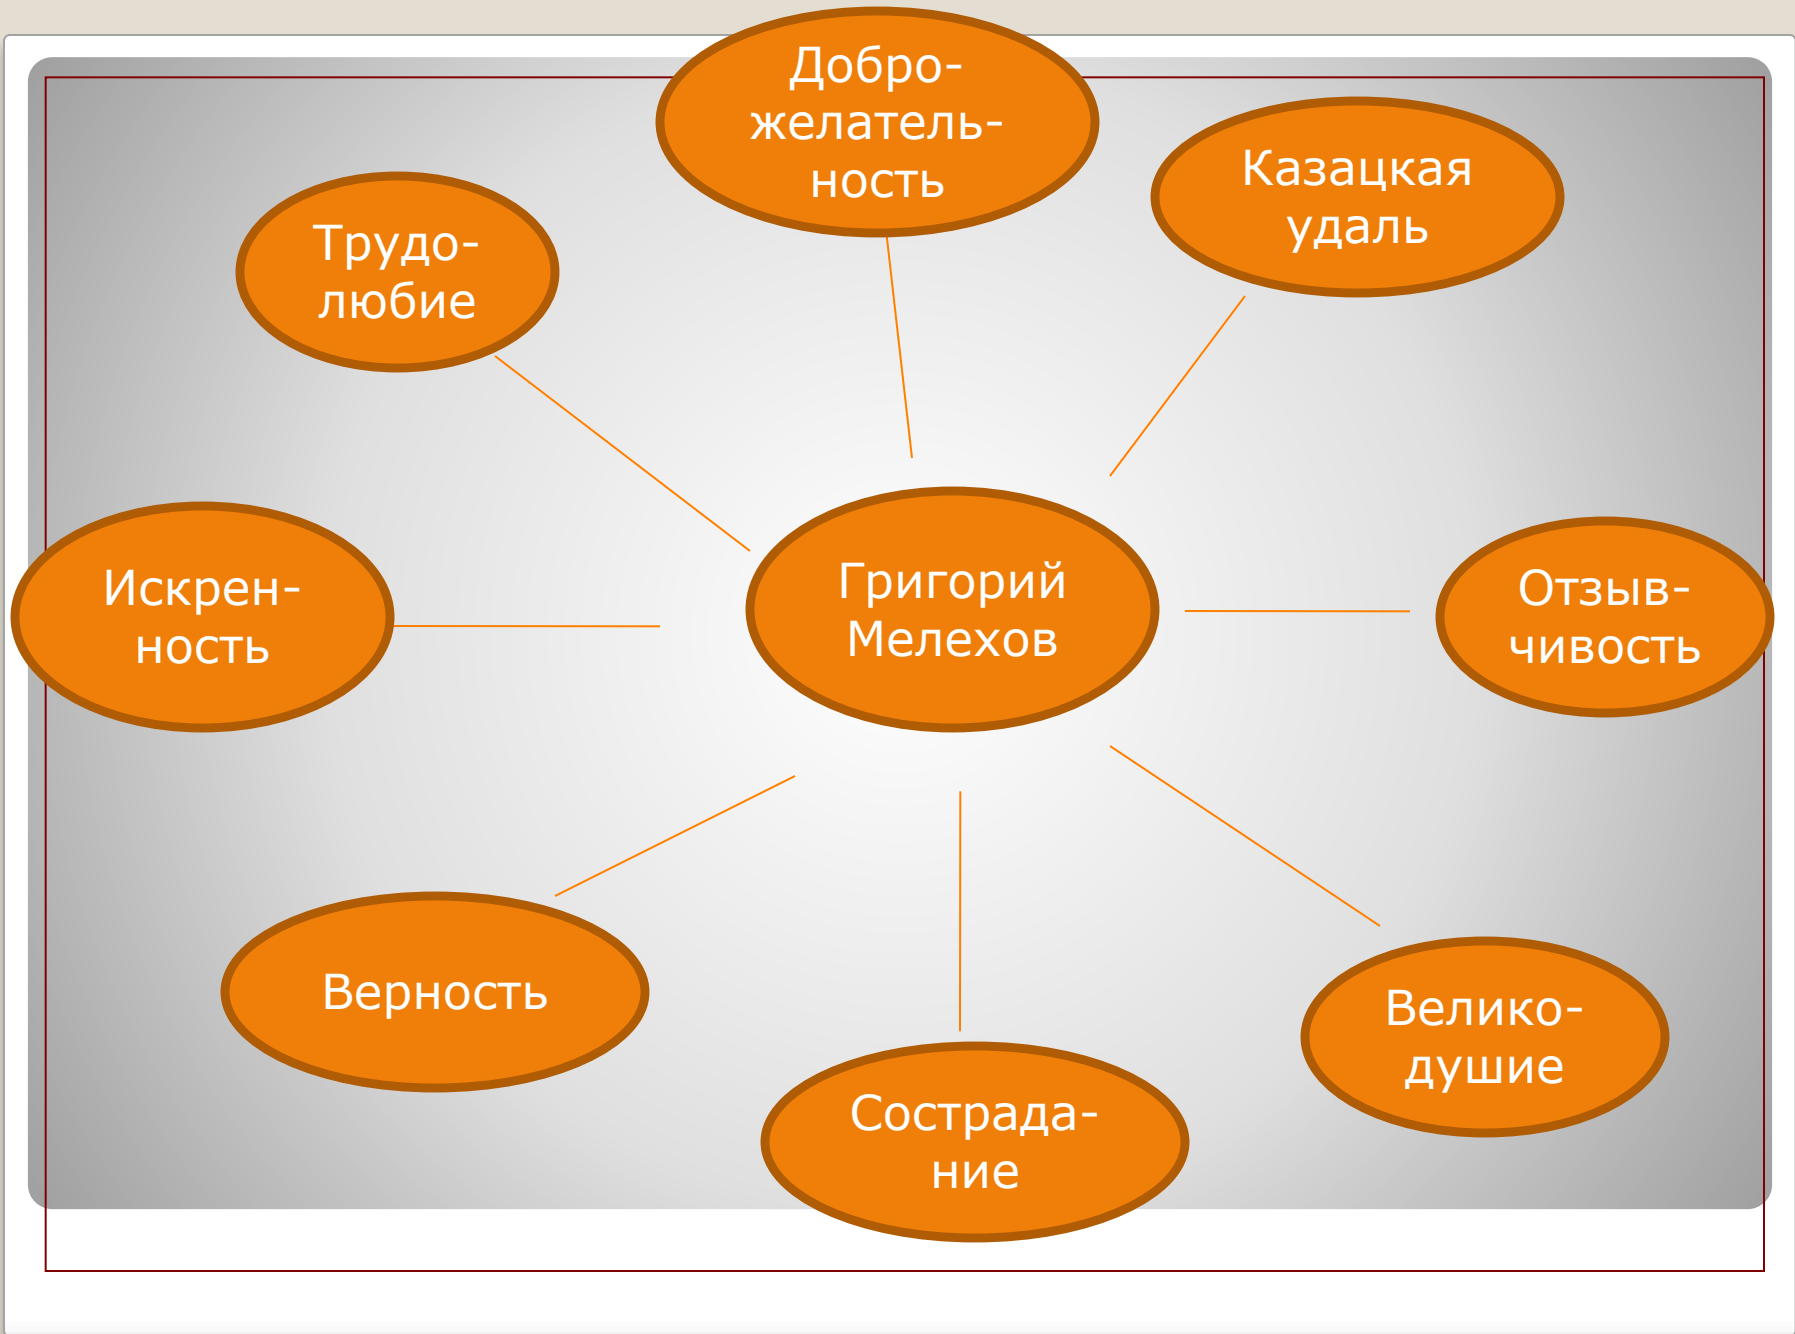 Добро-
желатель-
ность
Казацкая
удаль
Трудо-
любие
Григорий
Мелехов
Искрен-
ность
Отзыв-
чивость
Верность
Велико-
душие
Сострада-
ние